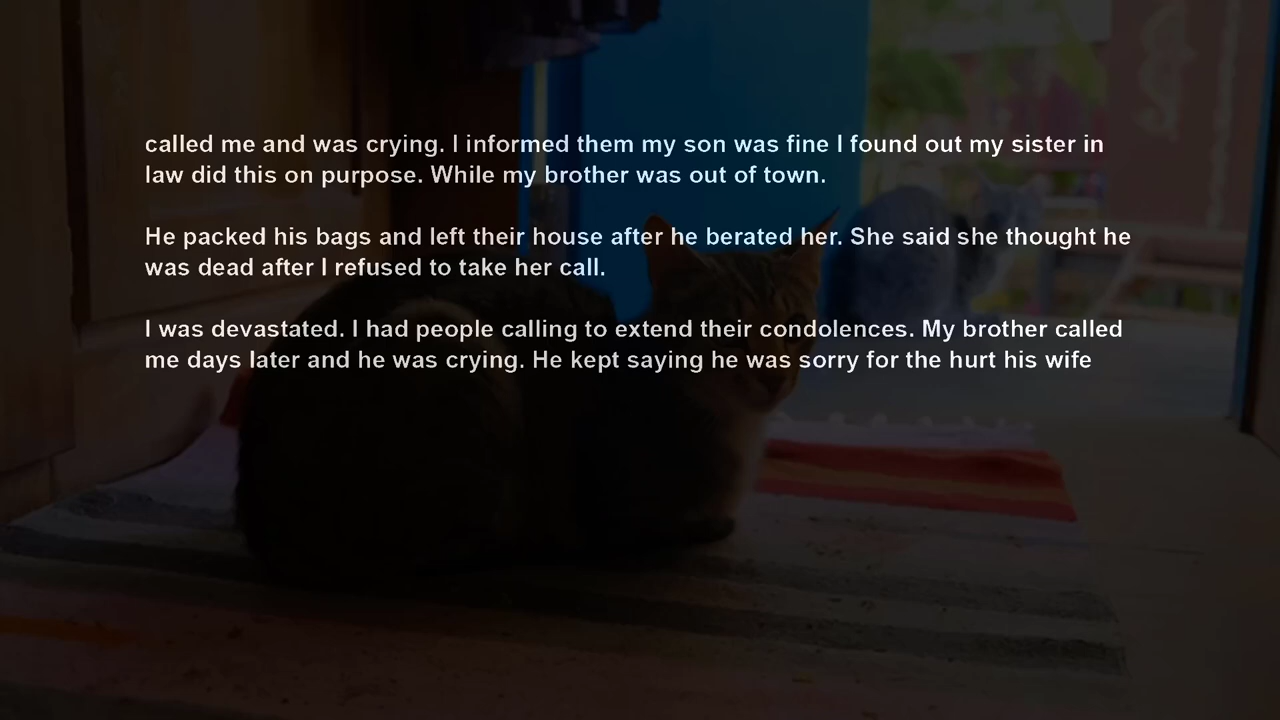 called me and was crying. I informed them my son was fine I found out my sister in
law did this on purpose. While my brother was out of town.
He packed his bags and left their house after he berated her. She said she thought he
was dead after I refused to take her call.
I was devastated. I had people calling to extend their condolences. My brother called
me days later and he was crying. He kept saying he was sorry for the hurt his wife